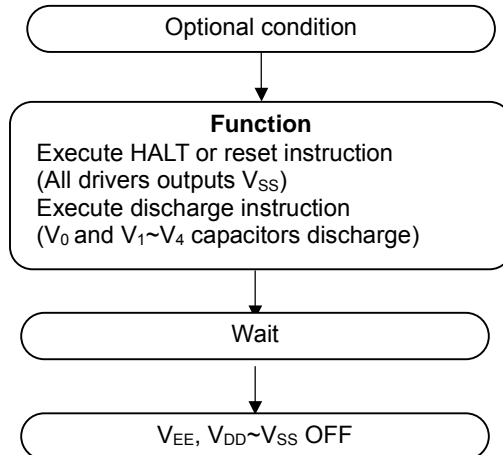 Optional condition
Function
Execute HALT or reset instruction
(All drivers outputs VSS)
Execute discharge instruction
(V0 and V1~V4 capacitors discharge)
Wait
VEE, VDD~VSS OFF